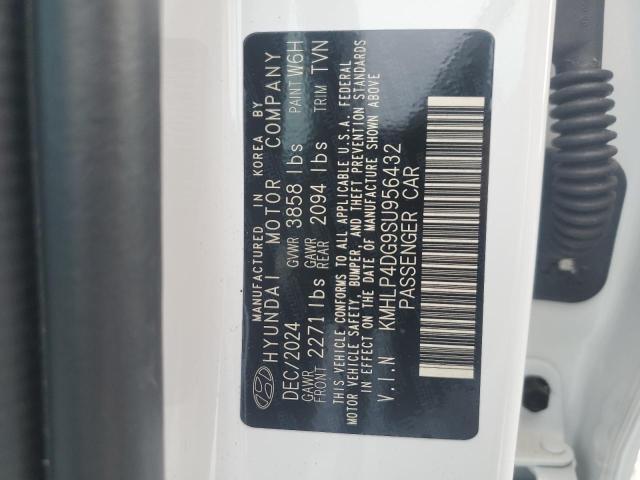 MANUFACTURED IN KOREA BY
HYUNDAI MOTOR COMPANY
DEC/2024 GVWR 3858 lbs PAINT W6H
GAWR FRONT 2271 lbs GAWR REAR 2094 lbs TRIM TVN
THIS VEHICLE CONFORMS TO ALL APPLICABLE U.S.A. FEDERAL
MOTOR VEHICLE SAFETY, BUMPER, AND THEFT PREVENTION STANDARDS
IN EFFECT ON THE DATE OF MANUFACTURE SHOWN ABOVE
V.I.N KMHLP4DG9SU956432
PASSENGER CAR